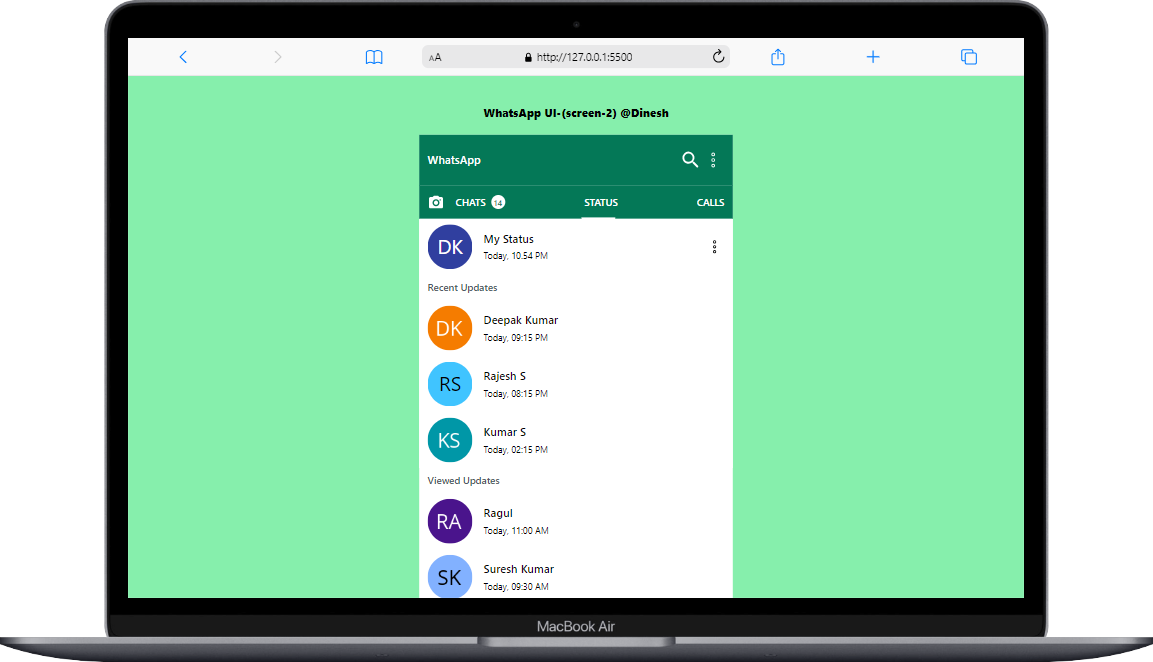 AA http://127.0.0.1:5500
WhatsApp UI-(screen-2) @Dinesh
WhatsApp
CHATS 14 STATUS CALLS
DK My Status
Today, 10.54 PM
Recent Updates
DK Deepak Kumar
Today, 09:15 PM
RS Rajesh S
Today, 08:15 PM
KS Kumar S
Today, 02:15 PM
Viewed Updates
RA Ragul
Today, 11:00 AM
SK Suresh Kumar
Today, 09:30 AM
MacBook Air